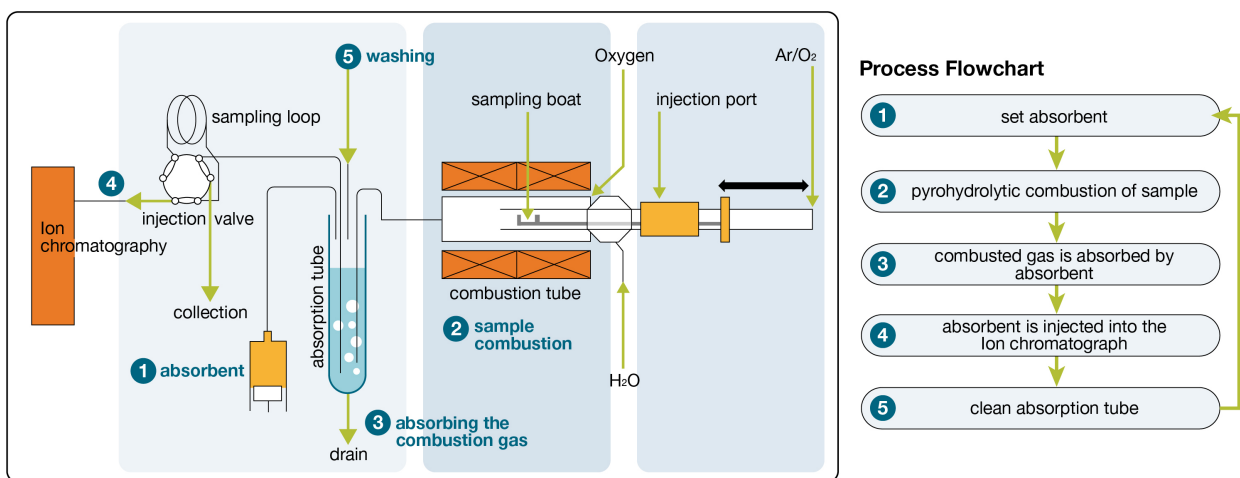 5 washing
sampling loop
4
injection valve
Ion
chromatography
collection
1 absorbent
absorption tube
3 absorbing the
combustion gas
drain
Oxygen
sampling boat
combustion tube
2 sample
combustion
H₂O
Ar/O₂
injection port
Process Flowchart
1 set absorbent
2 pyrohydrolytic combustion of sample
3 combusted gas is absorbed by
absorbent
4 absorbent is injected into the
Ion chromatograph
5 clean absorption tube